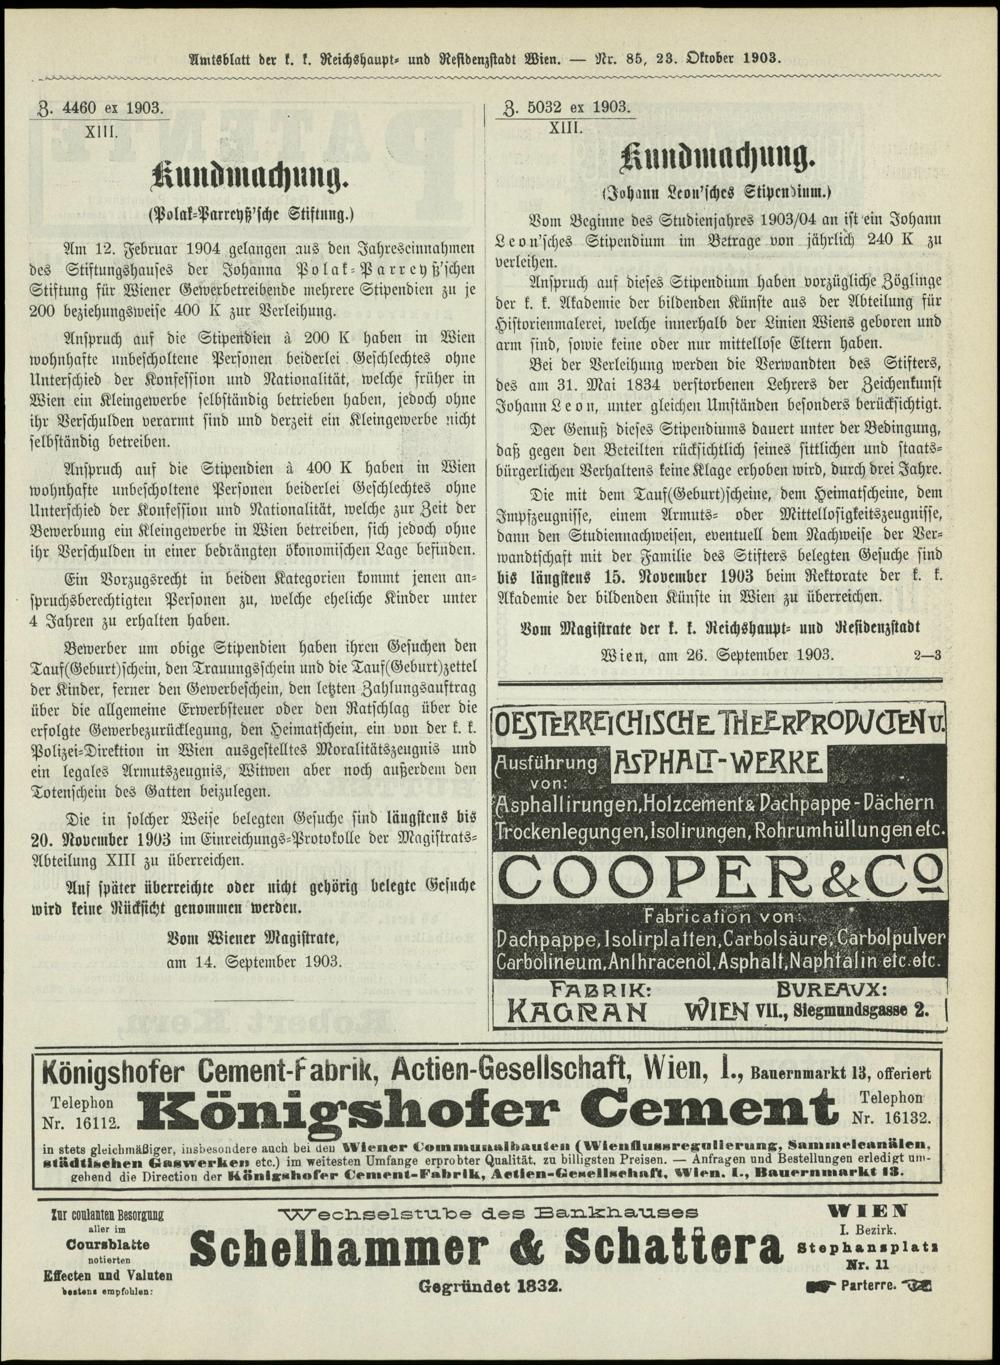 Amtsblatt der k. k. Reichshaupt- und Residenzstadt Wien. — Nr. 85, 23. Oktober 1903.
Z. 4460 ex 1903.
XIII.
Kundmachung.
(Polak-Parreyß'sche Stiftung.)
Am 12. Februar 1904 gelangen aus den Jahreseinnahmen
des Stiftungshauses der Johanna Polak-Parreyß'schen
Stiftung für Wiener Gewerbetreibende mehrere Stipendien zu je
200 beziehungsweise 400 K zur Verleihung.
Anspruch auf die Stipendien à 200 K haben in Wien
wohnhafte unbescholtene Personen beiderlei Geschlechtes ohne
Unterschied der Konfession und Nationalität, welche früher in
Wien ein Kleingewerbe selbständig betrieben haben, jedoch ohne
ihr Verschulden verarmt sind und derzeit ein Kleingewerbe nicht
selbständig betreiben.
Anspruch auf die Stipendien à 400 K haben in Wien
wohnhafte unbescholtene Personen beiderlei Geschlechtes ohne
Unterschied der Konfession und Nationalität, welche zur Zeit der
Bewerbung ein Kleingewerbe in Wien betreiben, sich jedoch ohne
ihr Verschulden in einer bedrängten ökonomischen Lage befinden.
Ein Vorzugsrecht in beiden Kategorien kommt jenen an-
spruchsberechtigten Personen zu, welche eheliche Kinder unter
4 Jahren zu erhalten haben.
Bewerber um obige Stipendien haben ihren Gesuchen den
Tauf(Geburt)schein, den Trauungsschein und die Tauf(Geburt)zettel
der Kinder, ferner den Gewerbeschein, den letzten Zahlungsauftrag
über die allgemeine Erwerbsteuer oder den Ratschlag über die
erfolgte Gewerbezurücklegung, den Heimatschein, ein von der k. k.
Polizei-Direktion in Wien ausgestelltes Moralitätszeugnis und
ein legales Armutszeugnis, Witwen aber noch außerdem den
Totenschein des Gatten beizulegen.
Die in solcher Weise belegten Gesuche sind längstens bis
20. November 1903 im Einreichungs-Protokolle der Magistrats-
Abteilung XIII zu überreichen.
Auf später überreichte oder nicht gehörig belegte Gesuche
wird keine Rücksicht genommen werden.
Vom Wiener Magistrate,
am 14. September 1903.
Z. 5032 ex 1903.
XIII.
Kundmachung.
(Johann Leon'sches Stipendium.)
Vom Beginne des Studienjahres 1903/04 an ist ein Johann
Leon'sches Stipendium im Betrage von jährlich 240 K zu
verleihen.
Anspruch auf dieses Stipendium haben vorzügliche Zöglinge
der k. k. Akademie der bildenden Künste aus der Abteilung für
Historienmalerei, welche innerhalb der Linien Wiens geboren und
arm sind, sowie keine oder nur mittellose Eltern haben.
Bei der Verleihung werden die Verwandten des Stifters,
des am 31. Mai 1834 verstorbenen Lehrers der Zeichenkunst
Johann Leon, unter gleichen Umständen besonders berücksichtigt.
Der Genuß dieses Stipendiums dauert unter der Bedingung,
daß gegen den Beteilten rücksichtlich seines sittlichen und staats-
bürgerlichen Verhaltens keine Klage erhoben wird, durch drei Jahre.
Die mit dem Tauf(Geburt)scheine, dem Heimatscheine, dem
Impfzeugnisse, einem Armuts- oder Mittellosigkeitszeugnisse,
dann den Studiennachweisen, eventuell dem Nachweise der Ver-
wandtschaft mit der Familie des Stifters belegten Gesuche sind
bis längstens 15. November 1903 beim Rektorate der k. k.
Akademie der bildenden Künste in Wien zu überreichen.
Vom Magistrate der k. k. Reichshaupt- und Residenzstadt
Wien, am 26. September 1903. 2—3
OESTERREICHISCHE THEERPRODUCTEN u.
ASPHALT-WERKE
Ausführung
von:
Asphaltirungen, Holzcement & Dachpappe-Dächern
Trockenlegungen, Isolirungen, Rohrumhüllungen etc.
COOPER & Co
Fabrication von:
Dachpappe, Isolirplatten, Carbolsäure, Carbolpulver
Carbolineum, Anthracenöl, Asphalt, Naphtalin etc. etc.
FABRIK: BUREAUX:
KAGRAN WIEN VII., Siegmundsgasse 2.
Königshofer Cement-Fabrik, Actien-Gesellschaft, Wien, I., Bauernmarkt 13, offeriert
Telephon
Nr. 16112.
Königshofer Cement
Telephon
Nr. 16132.
in stets gleichmäßiger, insbesondere auch bei den Wiener Communalbauten (Wienflussregulierung, Sammelcanälen,
städtischen Gaswerken etc.) im weitesten Umfange erprobter Qualität, zu billigsten Preisen. — Anfragen und Bestellungen erledigt um-
gehend die Direction der Königshofer Cement-Fabrik, Actien-Gesellschaft, Wien. I., Bauernmarkt 13.
Zur coulanten Besorgung
aller im
Coursblatte
notierten
Effecten und Valuten
bestens empfohlen:
Wechselstube des Bankhauses
Schelhammer & Schattera
Gegründet 1832.
WIEN
I. Bezirk.
Stephansplatz
Nr. 11
Parterre.